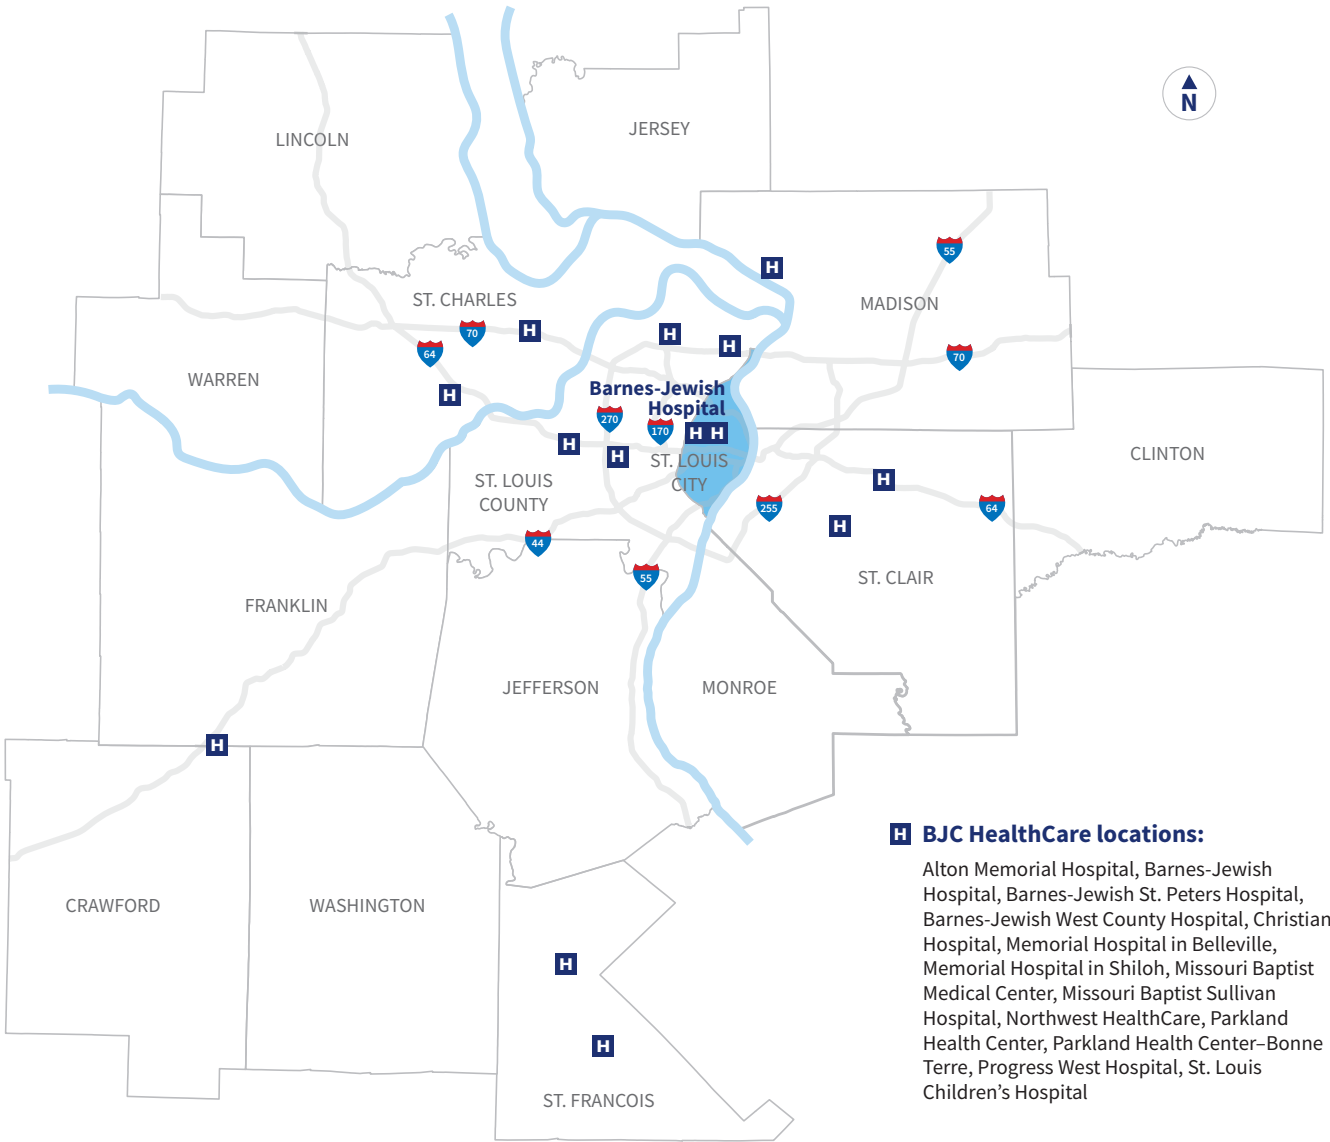 N
JERSEY
LINCOLN
H
55
ST. CHARLES
MADISON
70
H
H
H
64
70
WARREN
Barnes-Jewish
Hospital
H
270
170
H H
H
H
ST. LOUIS
CITY
CLINTON
ST. LOUIS
COUNTY
H
255
64
H
44
55
ST. CLAIR
FRANKLIN
JEFFERSON
MONROE
H
H BJC HealthCare locations:
Alton Memorial Hospital, Barnes-Jewish
Hospital, Barnes-Jewish St. Peters Hospital,
Barnes-Jewish West County Hospital, Christian
Hospital, Memorial Hospital in Belleville,
Memorial Hospital in Shiloh, Missouri Baptist
Medical Center, Missouri Baptist Sullivan
Hospital, Northwest HealthCare, Parkland
Health Center, Parkland Health Center–Bonne
Terre, Progress West Hospital, St. Louis
Children’s Hospital
CRAWFORD
WASHINGTON
H
H
ST. FRANCOIS